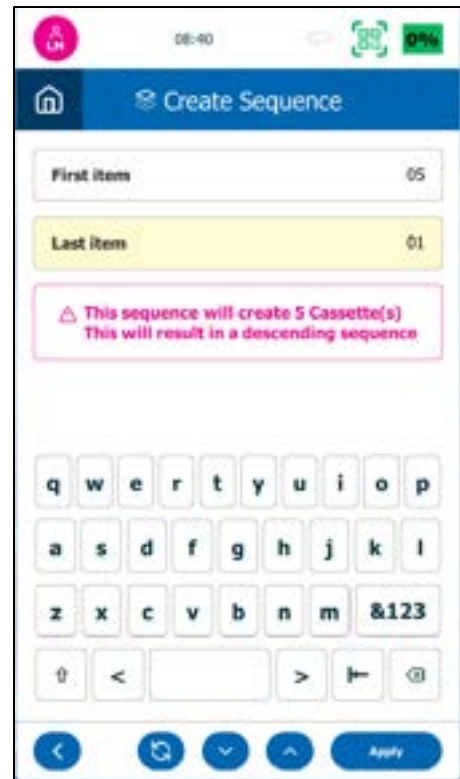 LH 08:40 0%
Create Sequence
First item 05
Last item 01
This sequence will create 5 Cassette(s)
This will result in a descending sequence
q w e r t y u i o p
a s d f g h j k l
z x c v b n m &123
< >
Apply